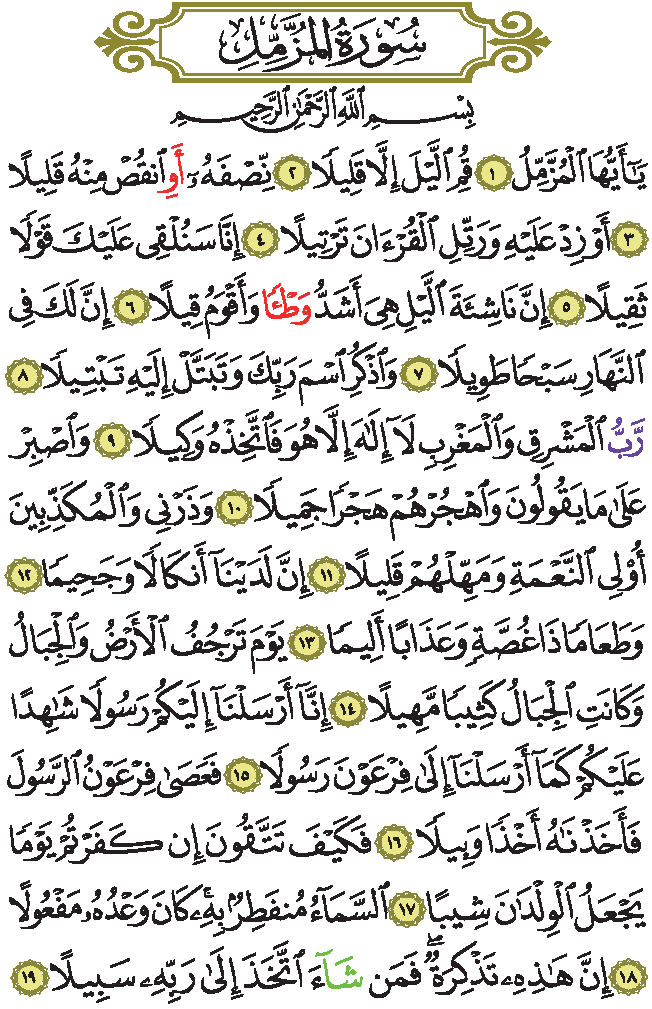 سُورَةُ الْمُزَّمِّلِ
بِسْمِ اللَّهِ الرَّحْمَٰنِ الرَّحِيمِ
يَٰٓأَيُّهَا ٱلْمُزَّمِّلُ ١ قُمِ ٱلَّيْلَ إِلَّا قَلِيلًا ٢ نِّصْفَهُۥٓ أَوِ ٱنقُصْ مِنْهُ قَلِيلًا
٣ أَوْ زِدْ عَلَيْهِ وَرَتِّلِ ٱلْقُرْءَانَ تَرْتِيلًا ٤ إِنَّا سَنُلْقِى عَلَيْكَ قَوْلًا
ثَقِيلًا ٥ إِنَّ نَاشِئَةَ ٱلَّيْلِ هِىَ أَشَدُّ وَطْـًٔا وَأَقْوَمُ قِيلًا ٦ إِنَّ لَكَ فِى
ٱلنَّهَارِ سَبْحًا طَوِيلًا ٧ وَٱذْكُرِ ٱسْمَ رَبِّكَ وَتَبَتَّلْ إِلَيْهِ تَبْتِيلًا ٨
رَّبُّ ٱلْمَشْرِقِ وَٱلْمَغْرِبِ لَآ إِلَٰهَ إِلَّا هُوَ فَٱتَّخِذْهُ وَكِيلًا ٩ وَٱصْبِرْ
عَلَىٰ مَا يَقُولُونَ وَٱهْجُرْهُمْ هَجْرًا جَمِيلًا ١٠ وَذَرْنِى وَٱلْمُكَذِّبِينَ
أُو۟لِى ٱلنَّعْمَةِ وَمَهِّلْهُمْ قَلِيلًا ١١ إِنَّ لَدَيْنَآ أَنكَالًا وَجَحِيمًا ١٢
وَطَعَامًا ذَا غُصَّةٍ وَعَذَابًا أَلِيمًا ١٣ يَوْمَ تَرْجُفُ ٱلْأَرْضُ وَٱلْجِبَالُ
وَكَانَتِ ٱلْجِبَالُ كَثِيبًا مَّهِيلًا ١٤ إِنَّآ أَرْسَلْنَآ إِلَيْكُمْ رَسُولًا شَٰهِدًا
عَلَيْكُمْ كَمَآ أَرْسَلْنَآ إِلَىٰ فِرْعَوْنَ رَسُولًا ١٥ فَعَصَىٰ فِرْعَوْنُ ٱلرَّسُولَ
فَأَخَذْنَٰهُ أَخْذًا وَبِيلًا ١٦ فَكَيْفَ تَتَّقُونَ إِن كَفَرْتُمْ يَوْمًا
يَجْعَلُ ٱلْوِلْدَٰنَ شِيبًا ١٧ ٱلسَّمَآءُ مُنفَطِرٌۢ بِهِۦ ۚ كَانَ وَعْدُهُۥ مَفْعُولًا
١٨ إِنَّ هَٰذِهِۦ تَذْكِرَةٌ ۖ فَمَن شَآءَ ٱتَّخَذَ إِلَىٰ رَبِّهِۦ سَبِيلًا ١٩